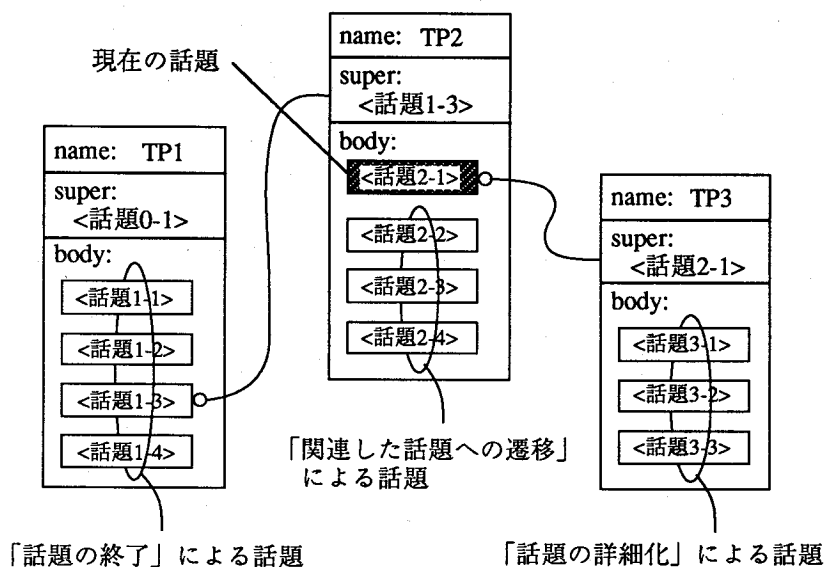 現在の話題
name: TP1
super:
<話題0-1>
body:
<話題1-1>
<話題1-2>
<話題1-3>
<話題1-4>
「話題の終了」による話題
name: TP2
super:
<話題1-3>
body:
<話題2-1>
<話題2-2>
<話題2-3>
<話題2-4>
「関連した話題への遷移」
による話題
name: TP3
super:
<話題2-1>
body:
<話題3-1>
<話題3-2>
<話題3-3>
「話題の詳細化」による話題